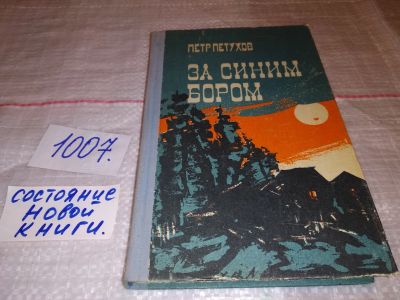 ПЕТР ПЕТУХОВ
ЗА СИНИМ
БОРОМ
1007.
СОСТОЯНИЕ
НОВОЙ
КНИГИ.